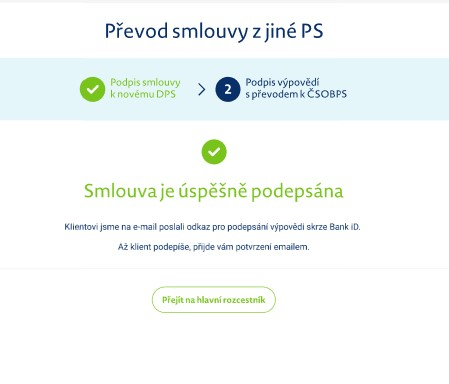 Převod smlouvy z jiné PS
Podpis smlouvy
k novému DPS
2
Podpis výpovědí
s převodem k ČSOBPS
Smlouva je úspěšně podepsána
Klientovi jsme na e-mail poslali odkaz pro podepsání výpovědi skrze Bank iD.
Až klient podepíše, přijde vám potvrzení emailem.
Přejít na hlavní rozcestník